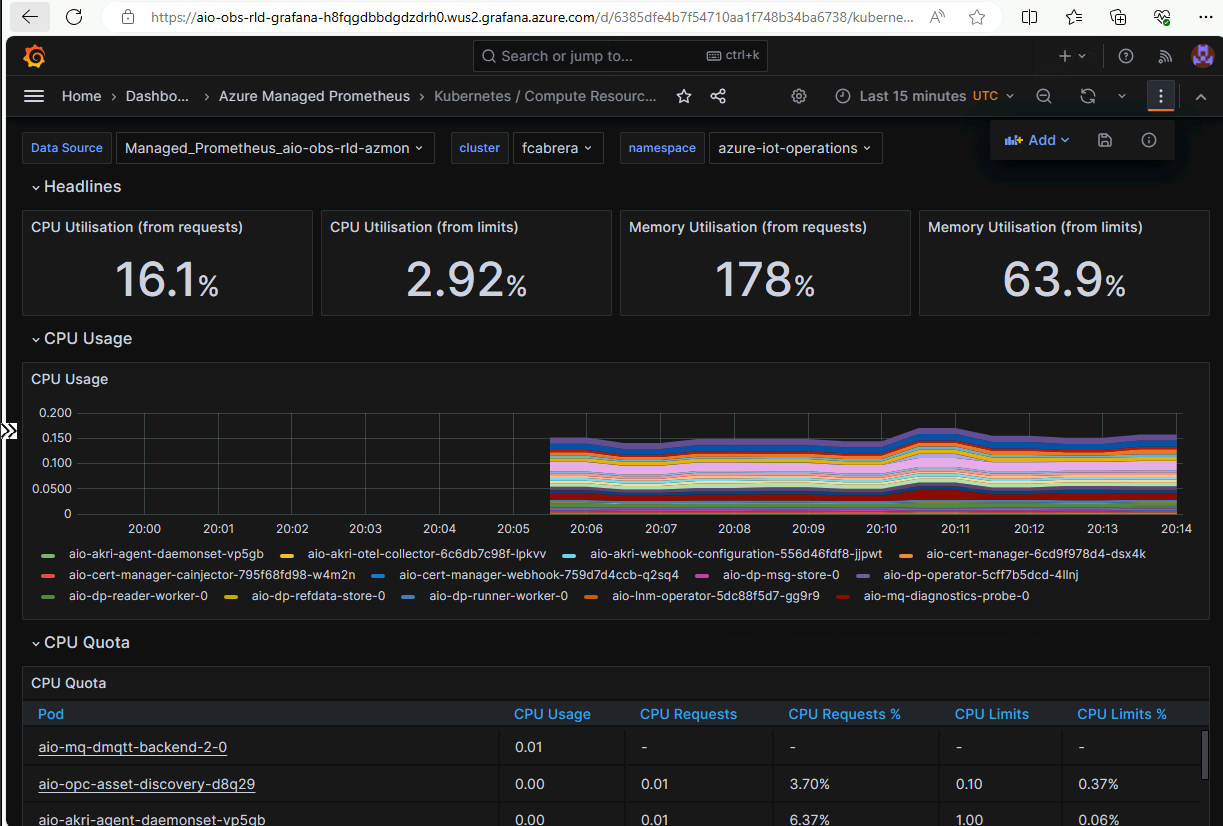 https://aio-obs-rld-grafana-h8fqgdbbdgdzdrh0.wus2.grafana.azure.com/d/6385dfe4b7f54710aa1f748b34ba6738/kuberne...
Search or jump to... ctrl+k
Home › Dashbo... › Azure Managed Prometheus › Kubernetes / Compute Resourc... Last 15 minutes UTC
Data Source Managed_Prometheus_aio-obs-rld-azmon cluster fcabrera namespace azure-iot-operations Add
Headlines
CPU Utilisation (from requests) CPU Utilisation (from limits) Memory Utilisation (from requests) Memory Utilisation (from limits)
16.1% 2.92% 178% 63.9%
CPU Usage
CPU Usage
0.200
0.150
0.100
0.0500
0
20:00 20:01 20:02 20:03 20:04 20:05 20:06 20:07 20:08 20:09 20:10 20:11 20:12 20:13 20:14
aio-akri-agent-daemonset-vp5gb aio-akri-otel-collector-6c6db7c98f-lpkvv aio-akri-webhook-configuration-556d46fdf8-jjpwt aio-cert-manager-6cd9f978d4-dsx4k
aio-cert-manager-cainjector-795f68fd98-w4m2n aio-cert-manager-webhook-759d7d4ccb-q2sq4 aio-dp-msg-store-0 aio-dp-operator-5cff7b5dcd-4llnj
aio-dp-reader-worker-0 aio-dp-refdata-store-0 aio-dp-runner-worker-0 aio-lnm-operator-5dc88f5d7-gg9r9 aio-mq-diagnostics-probe-0
CPU Quota
CPU Quota
Pod CPU Usage CPU Requests CPU Requests % CPU Limits CPU Limits %
aio-mq-dmqtt-backend-2-0 0.01 - - - -
aio-opc-asset-discovery-d8q29 0.00 0.01 3.70% 0.10 0.37%
aio-akri-agent-daemonset-vp5gb 0.00 0.01 6.37% 1.00 0.06%